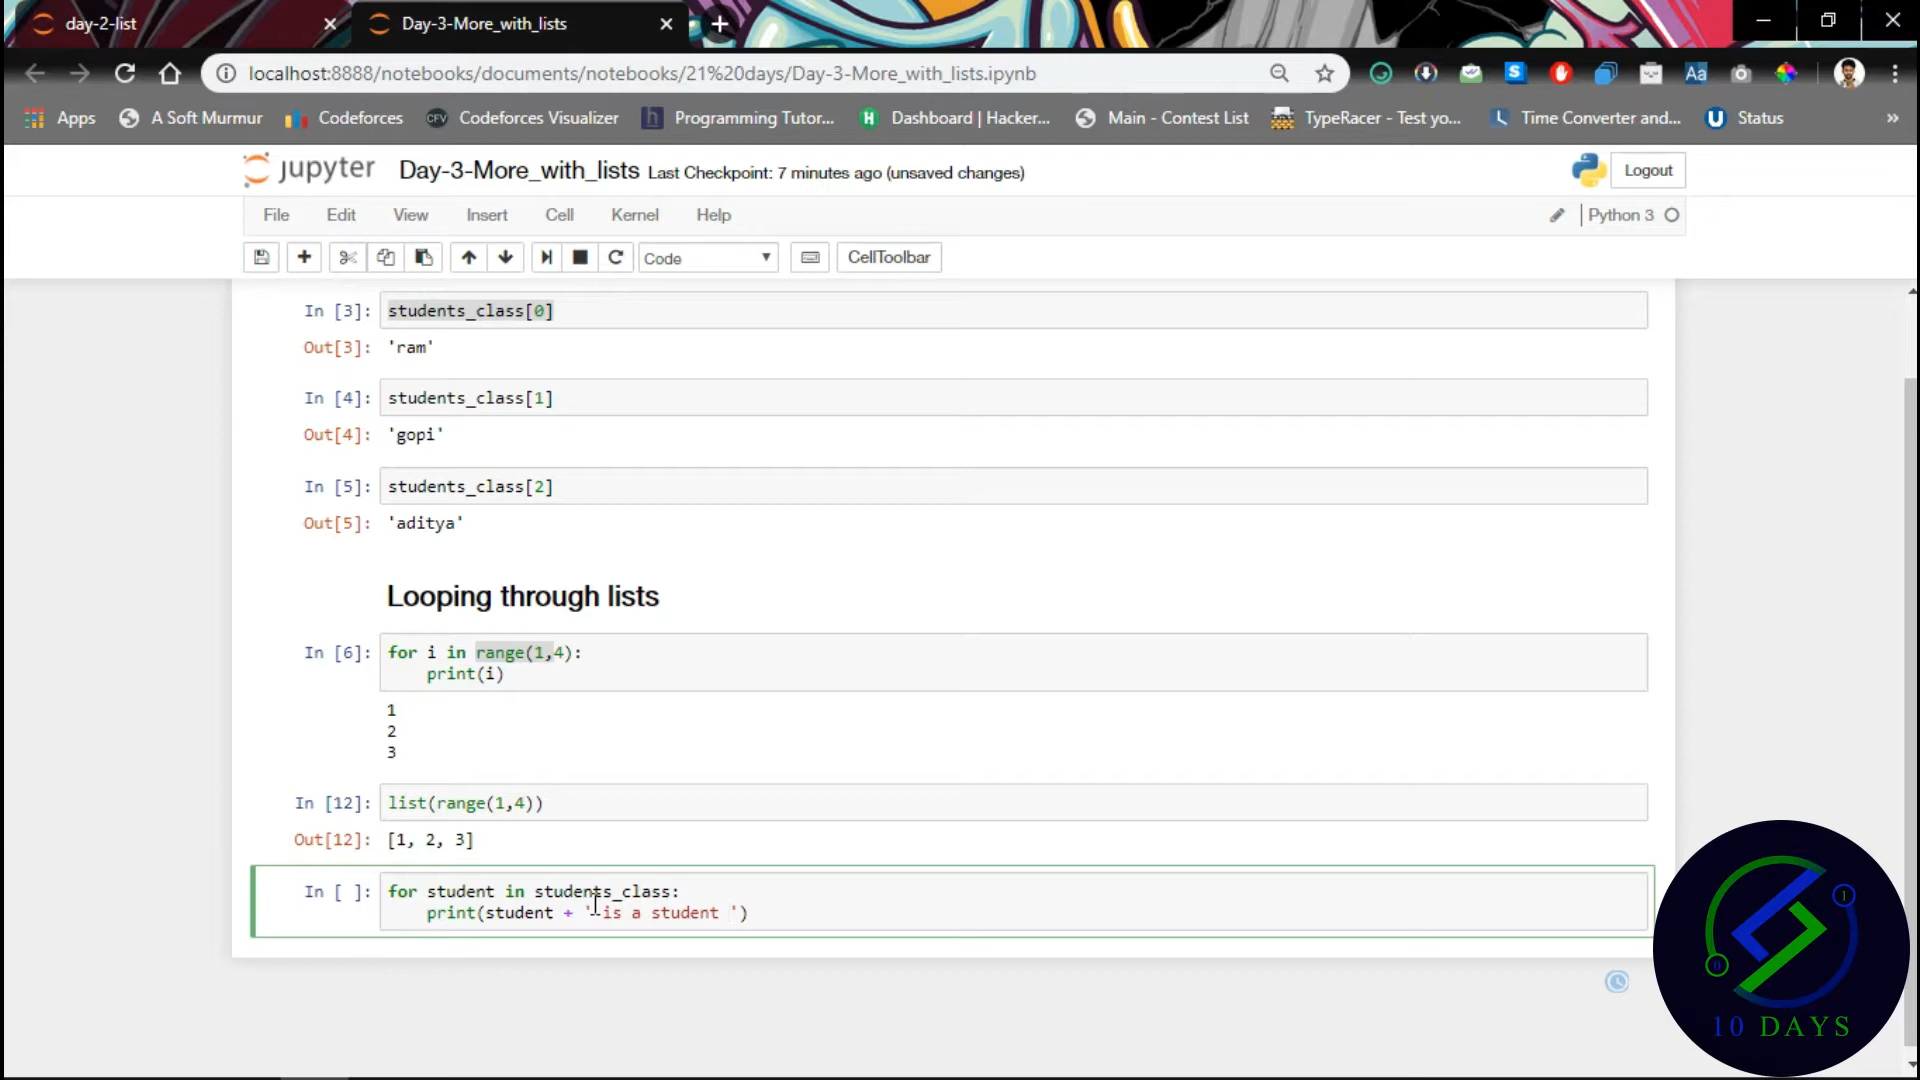 day-2-list
Day-3-More_with_lists
localhost:8888/notebooks/documents/notebooks/21%20days/Day-3-More_with_lists.ipynb
Apps A Soft Murmur Codeforces CFV Codeforces Visualizer h Programming Tutor... H Dashboard | Hacker... Main - Contest List TypeRacer - Test yo... L Time Converter and... U Status »
jupyter Day-3-More_with_lists Last Checkpoint: 7 minutes ago (unsaved changes) Logout
File Edit View Insert Cell Kernel Help Python 3
Code CellToolbar
In [3]: students_class[0]
Out[3]: 'ram'
In [4]: students_class[1]
Out[4]: 'gopi'
In [5]: students_class[2]
Out[5]: 'aditya'
Looping through lists
In [6]: for i in range(1,4):
print(i)
1
2
3
In [12]: list(range(1,4))
Out[12]: [1, 2, 3]
In [ ]: for student in students_class:
print(student + ' is a student ')
1
0
10 DAYS